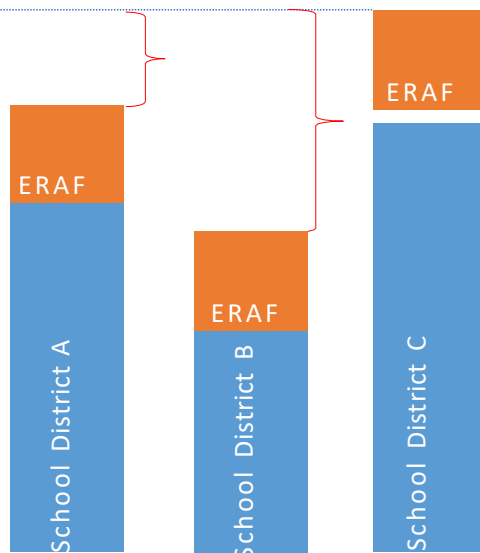 ERAF
School District A
ERAF
School District B
ERAF
School District C